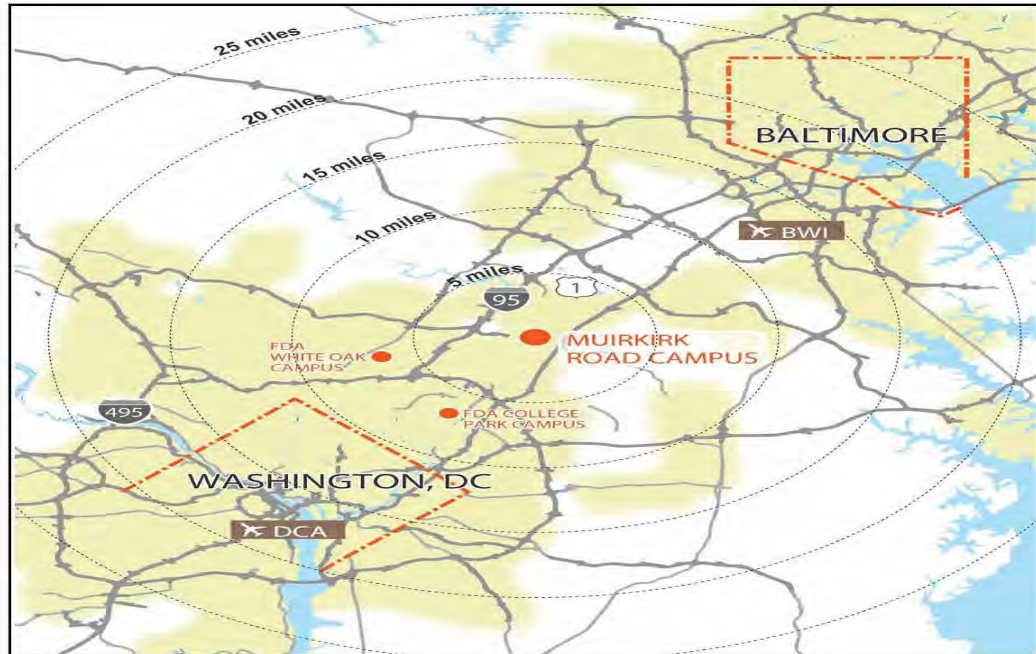 25 miles
20 miles
15 miles
10 miles
5 miles
BALTIMORE
BWI
1
95
MUIRKIRK
ROAD CAMPUS
FDA
WHITE OAK
CAMPUS
495
FDA COLLEGE
PARK CAMPUS
WASHINGTON, DC
DCA